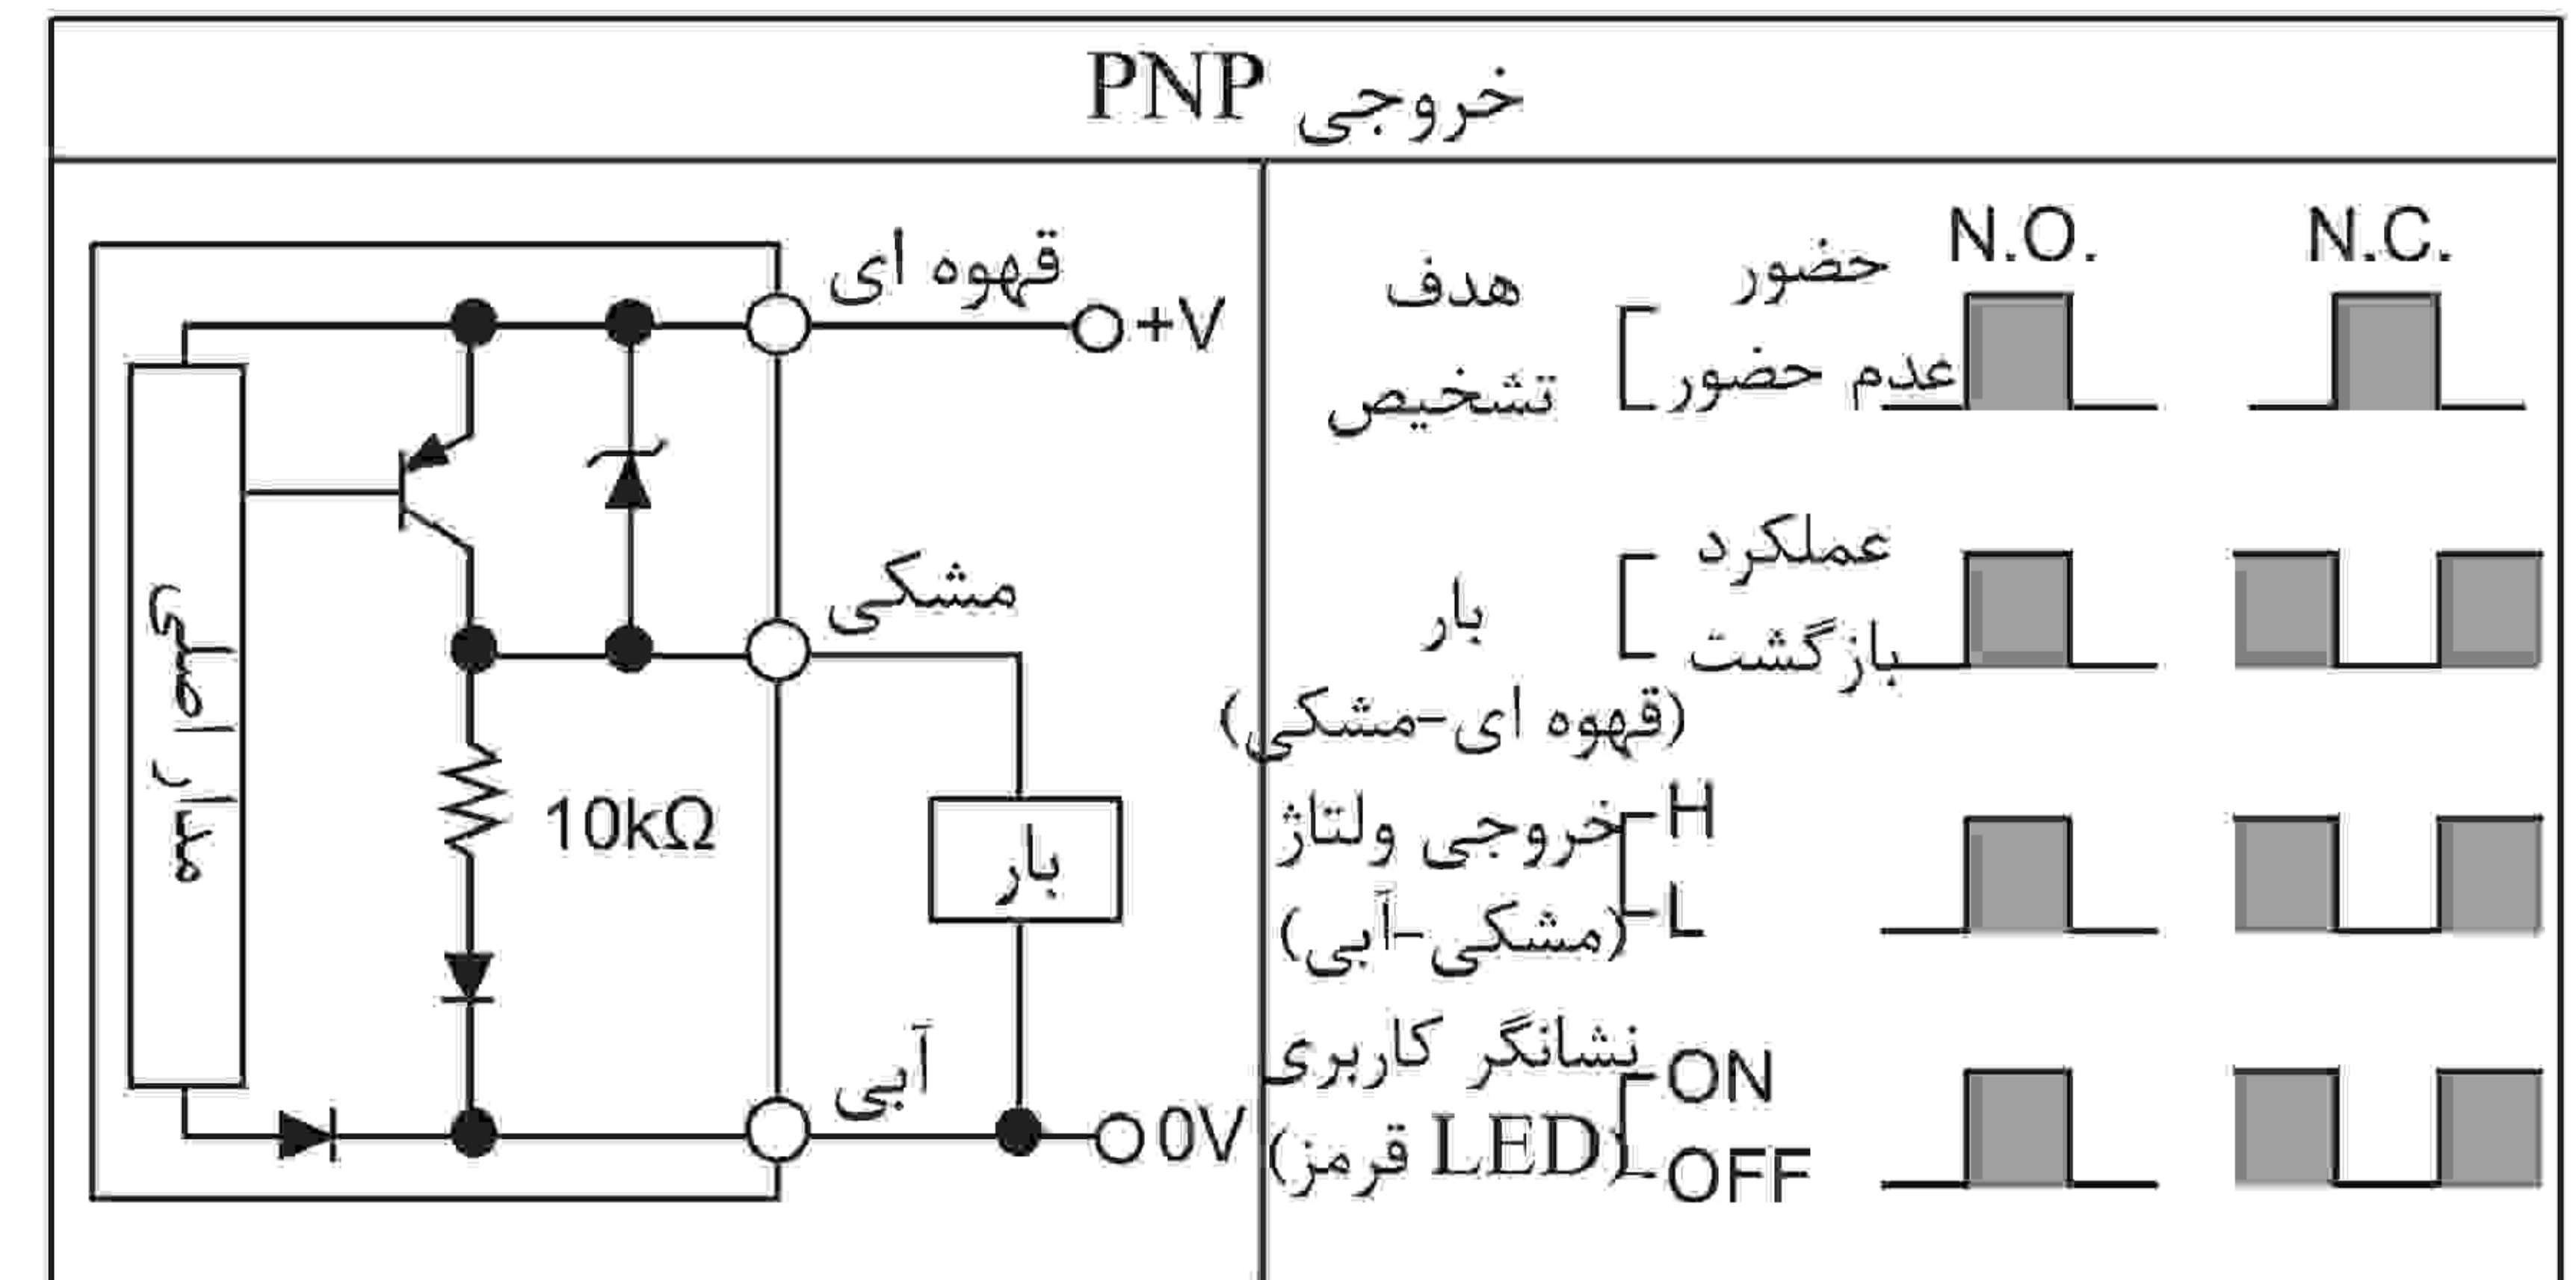 خروجی PNP
قهوه ای
+V
مدار اصلی
مشکی
10kΩ
بار
آبی
0V
N.O.
N.C.
هدف
تشخیص
حضور
عدم حضور
بار
(قهوه ای-مشکی)
عملکرد
بازگشت
خروجی ولتاژ
(مشکی-آبی)
H
L
نشانگر کاربری
(LED قرمز)
ON
OFF